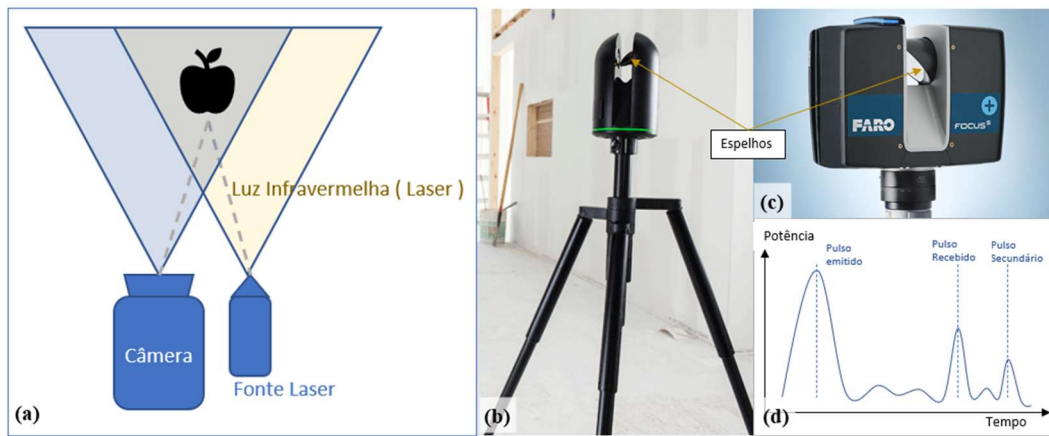 Luz Infravermelha ( Laser )
Câmera
Fonte Laser
(a)
Espelhos
(b)
FARO
FOCUS S
(c)
Potência
Pulso
emitido
Pulso
Recebido
Pulso
Secundário
(d)
Tempo